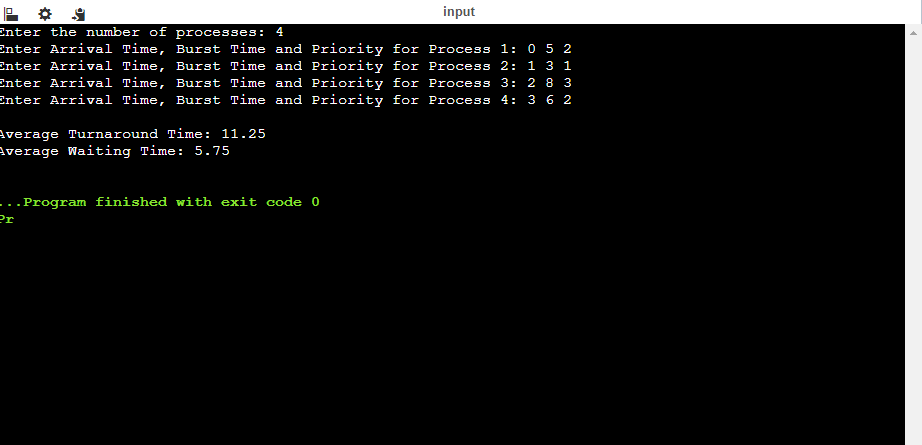 input
Enter the number of processes: 4
Enter Arrival Time, Burst Time and Priority for Process 1: 0 5 2
Enter Arrival Time, Burst Time and Priority for Process 2: 1 3 1
Enter Arrival Time, Burst Time and Priority for Process 3: 2 8 3
Enter Arrival Time, Burst Time and Priority for Process 4: 3 6 2
Average Turnaround Time: 11.25
Average Waiting Time: 5.75
...Program finished with exit code 0
Pr